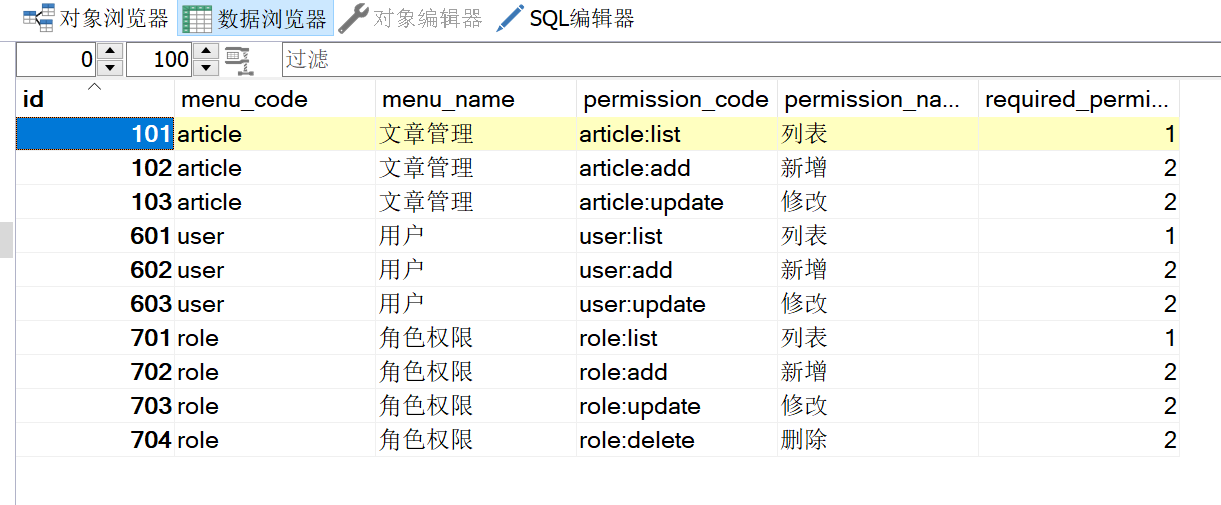 对象浏览器 数据浏览器 对象编辑器 SQL编辑器
0 100 过滤
id menu_code menu_name permission_code permission_na... required_permi...
101 article 文章管理 article:list 列表 1
102 article 文章管理 article:add 新增 2
103 article 文章管理 article:update 修改 2
601 user 用户 user:list 列表 1
602 user 用户 user:add 新增 2
603 user 用户 user:update 修改 2
701 role 角色权限 role:list 列表 1
702 role 角色权限 role:add 新增 2
703 role 角色权限 role:update 修改 2
704 role 角色权限 role:delete 删除 2